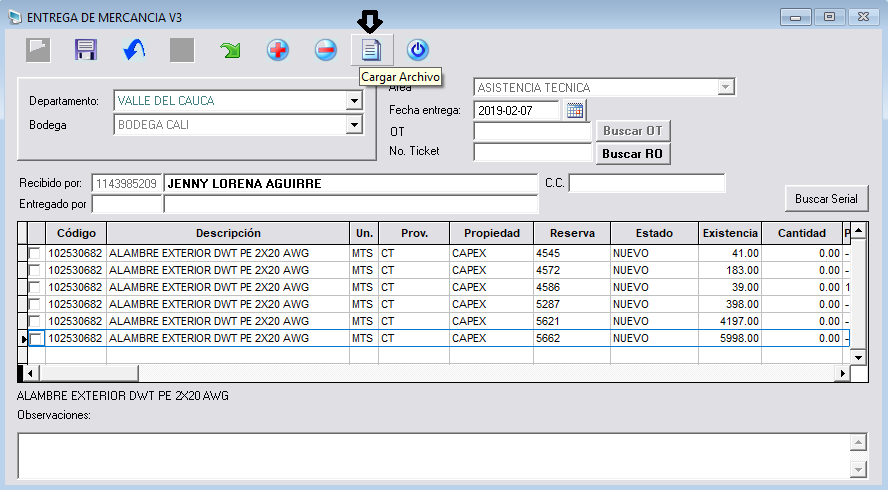 ENTREGA DE MERCANCIA V3
Cargar Archivo
Departamento: VALLE DEL CAUCA
Bodega BODEGA CALI
Area ASISTENCIA TECNICA
Fecha entrega: 2019-02-07
OT Buscar OT
No. Ticket Buscar RO
Recibido por: 1143985209 JENNY LORENA AGUIRRE C.C.
Entregado por
Buscar Serial
Código Descripción Un. Prov. Propiedad Reserva Estado Existencia Cantidad
102530682 ALAMBRE EXTERIOR DWT PE 2X20 AWG MTS CT CAPEX 4545 NUEVO 41.00 0.00 -
102530682 ALAMBRE EXTERIOR DWT PE 2X20 AWG MTS CT CAPEX 4572 NUEVO 183.00 0.00 -
102530682 ALAMBRE EXTERIOR DWT PE 2X20 AWG MTS CT CAPEX 4586 NUEVO 39.00 0.00 1
102530682 ALAMBRE EXTERIOR DWT PE 2X20 AWG MTS CT CAPEX 5287 NUEVO 398.00 0.00 -
102530682 ALAMBRE EXTERIOR DWT PE 2X20 AWG MTS CT CAPEX 5621 NUEVO 4197.00 0.00 -
102530682 ALAMBRE EXTERIOR DWT PE 2X20 AWG MTS CT CAPEX 5662 NUEVO 5998.00 0.00 -
ALAMBRE EXTERIOR DWT PE 2X20 AWG
Observaciones: